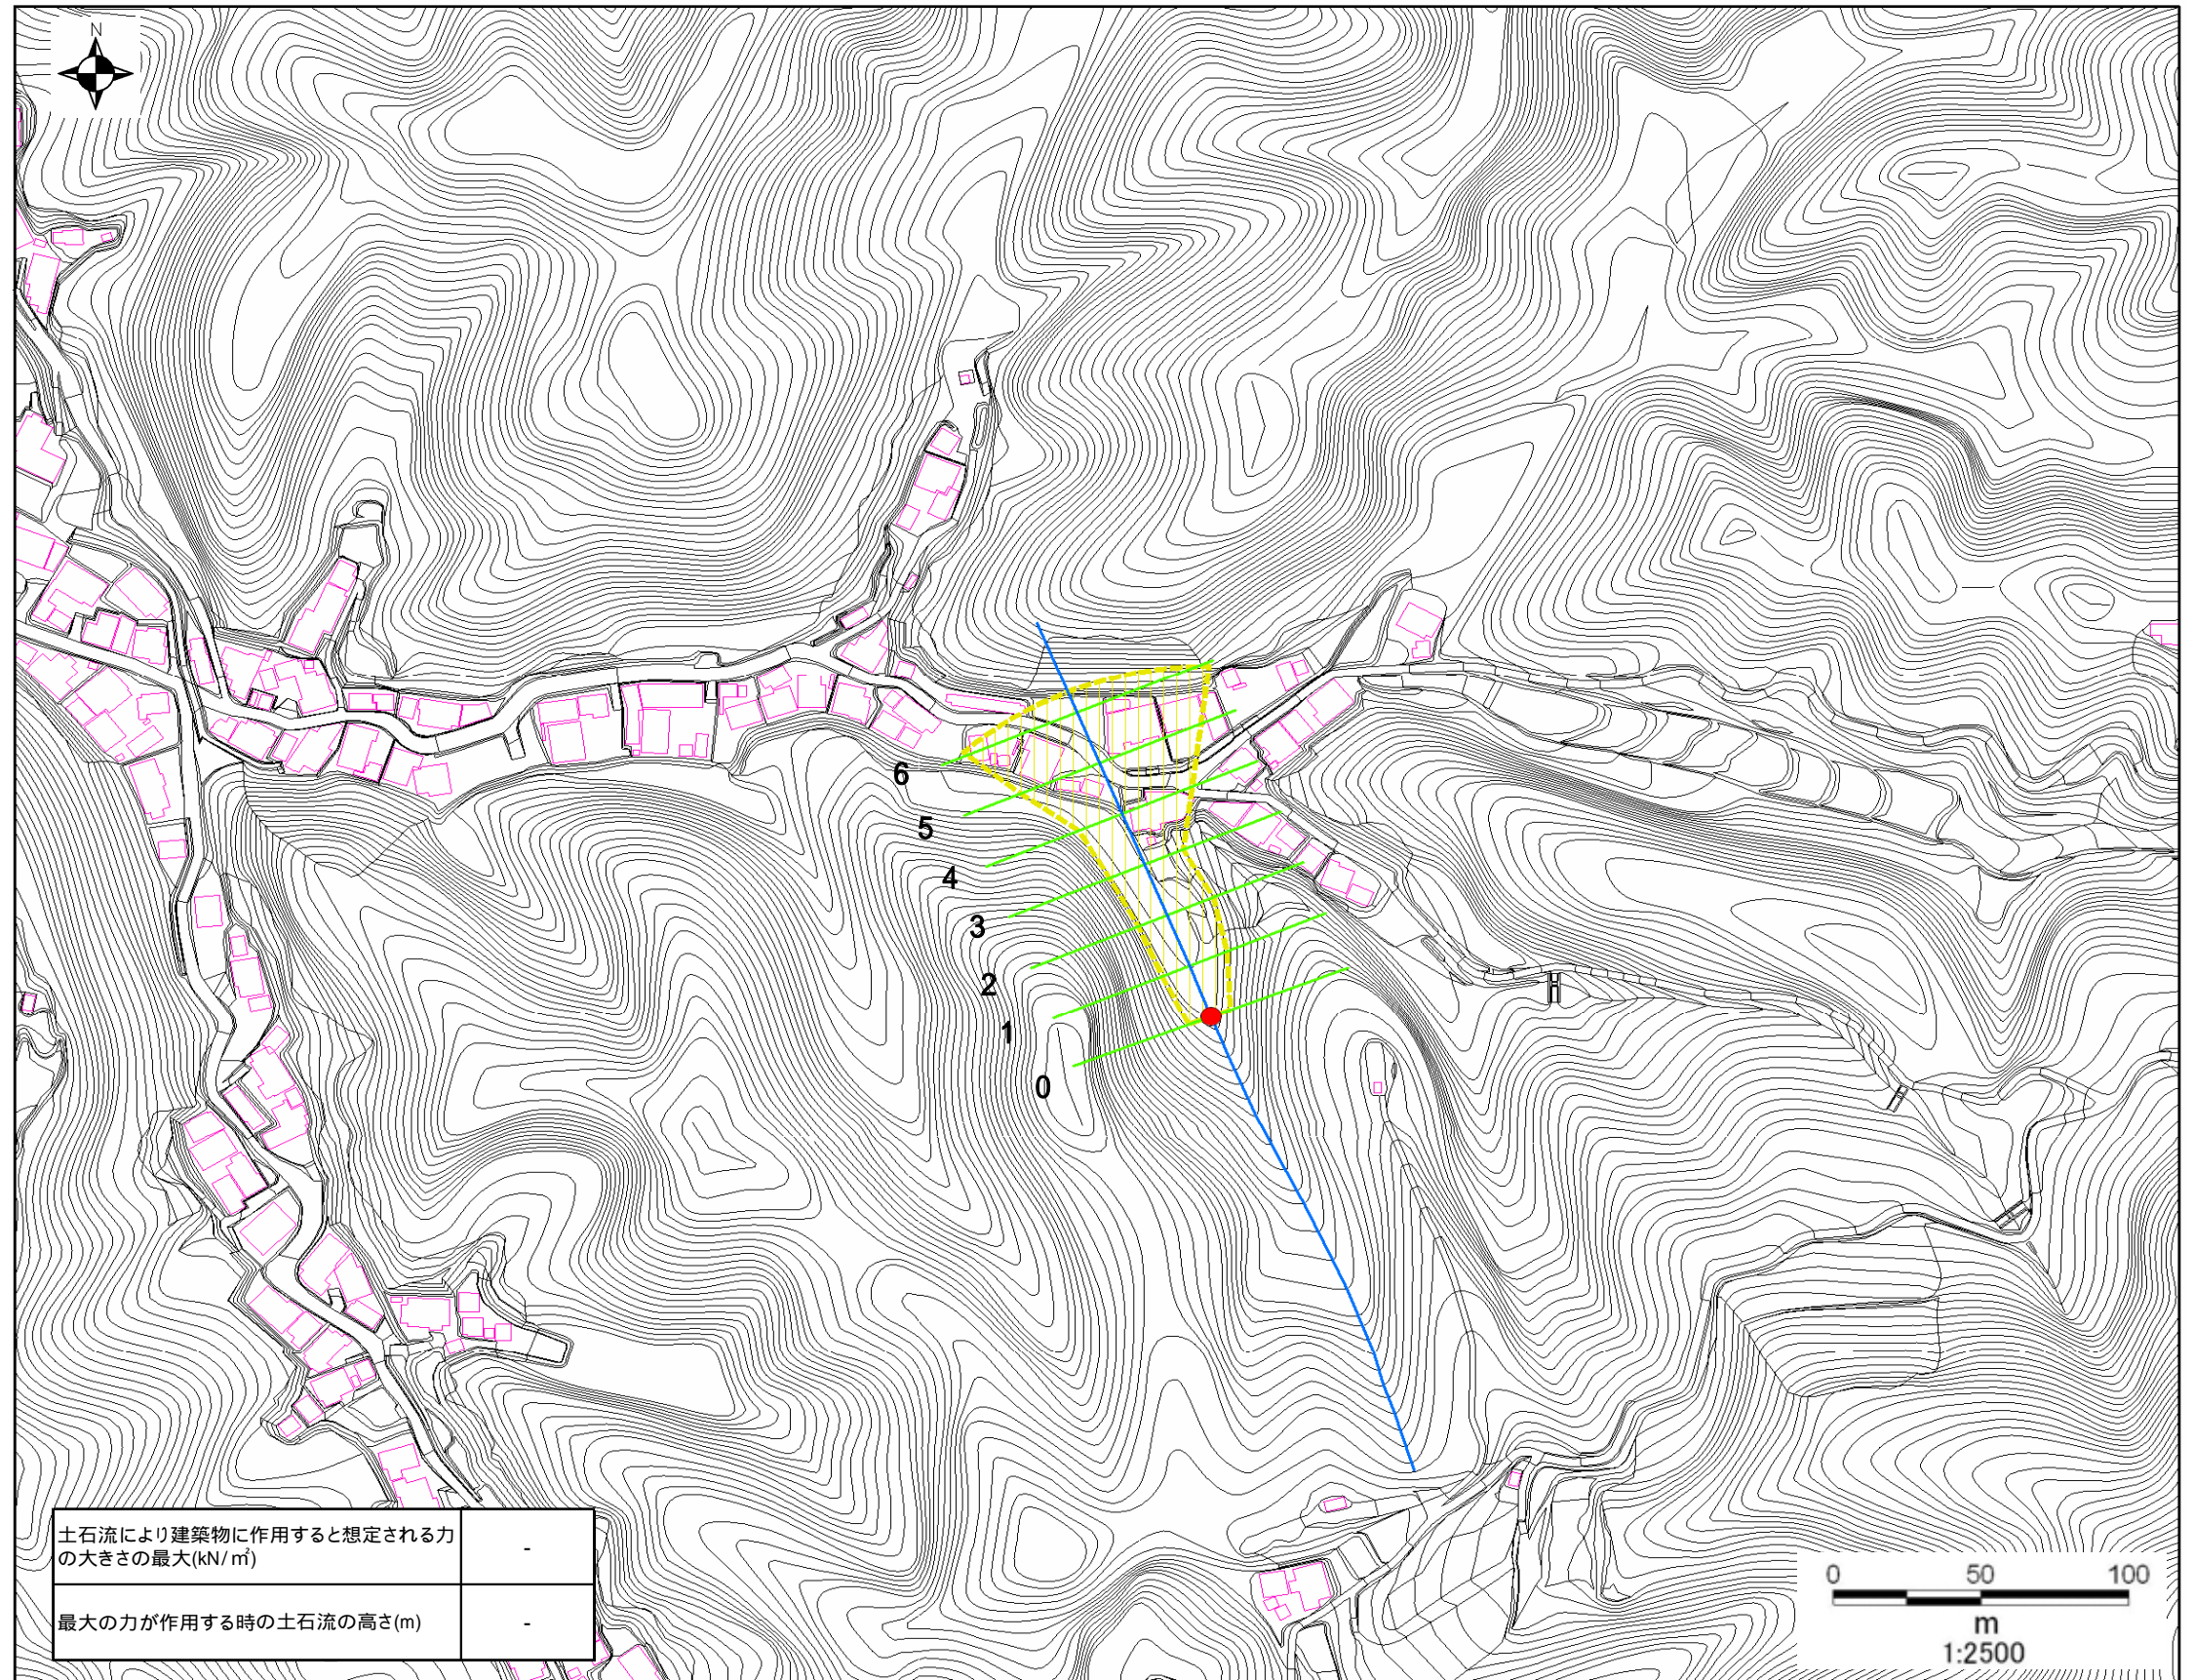 N
6
5
4
3
2
1
0
土石流により建築物に作用すると想定される力
の大きさの最大(kN/㎡)
-
最大の力が作用する時の土石流の高さ(m)
-
0 50 100
m
1:2500